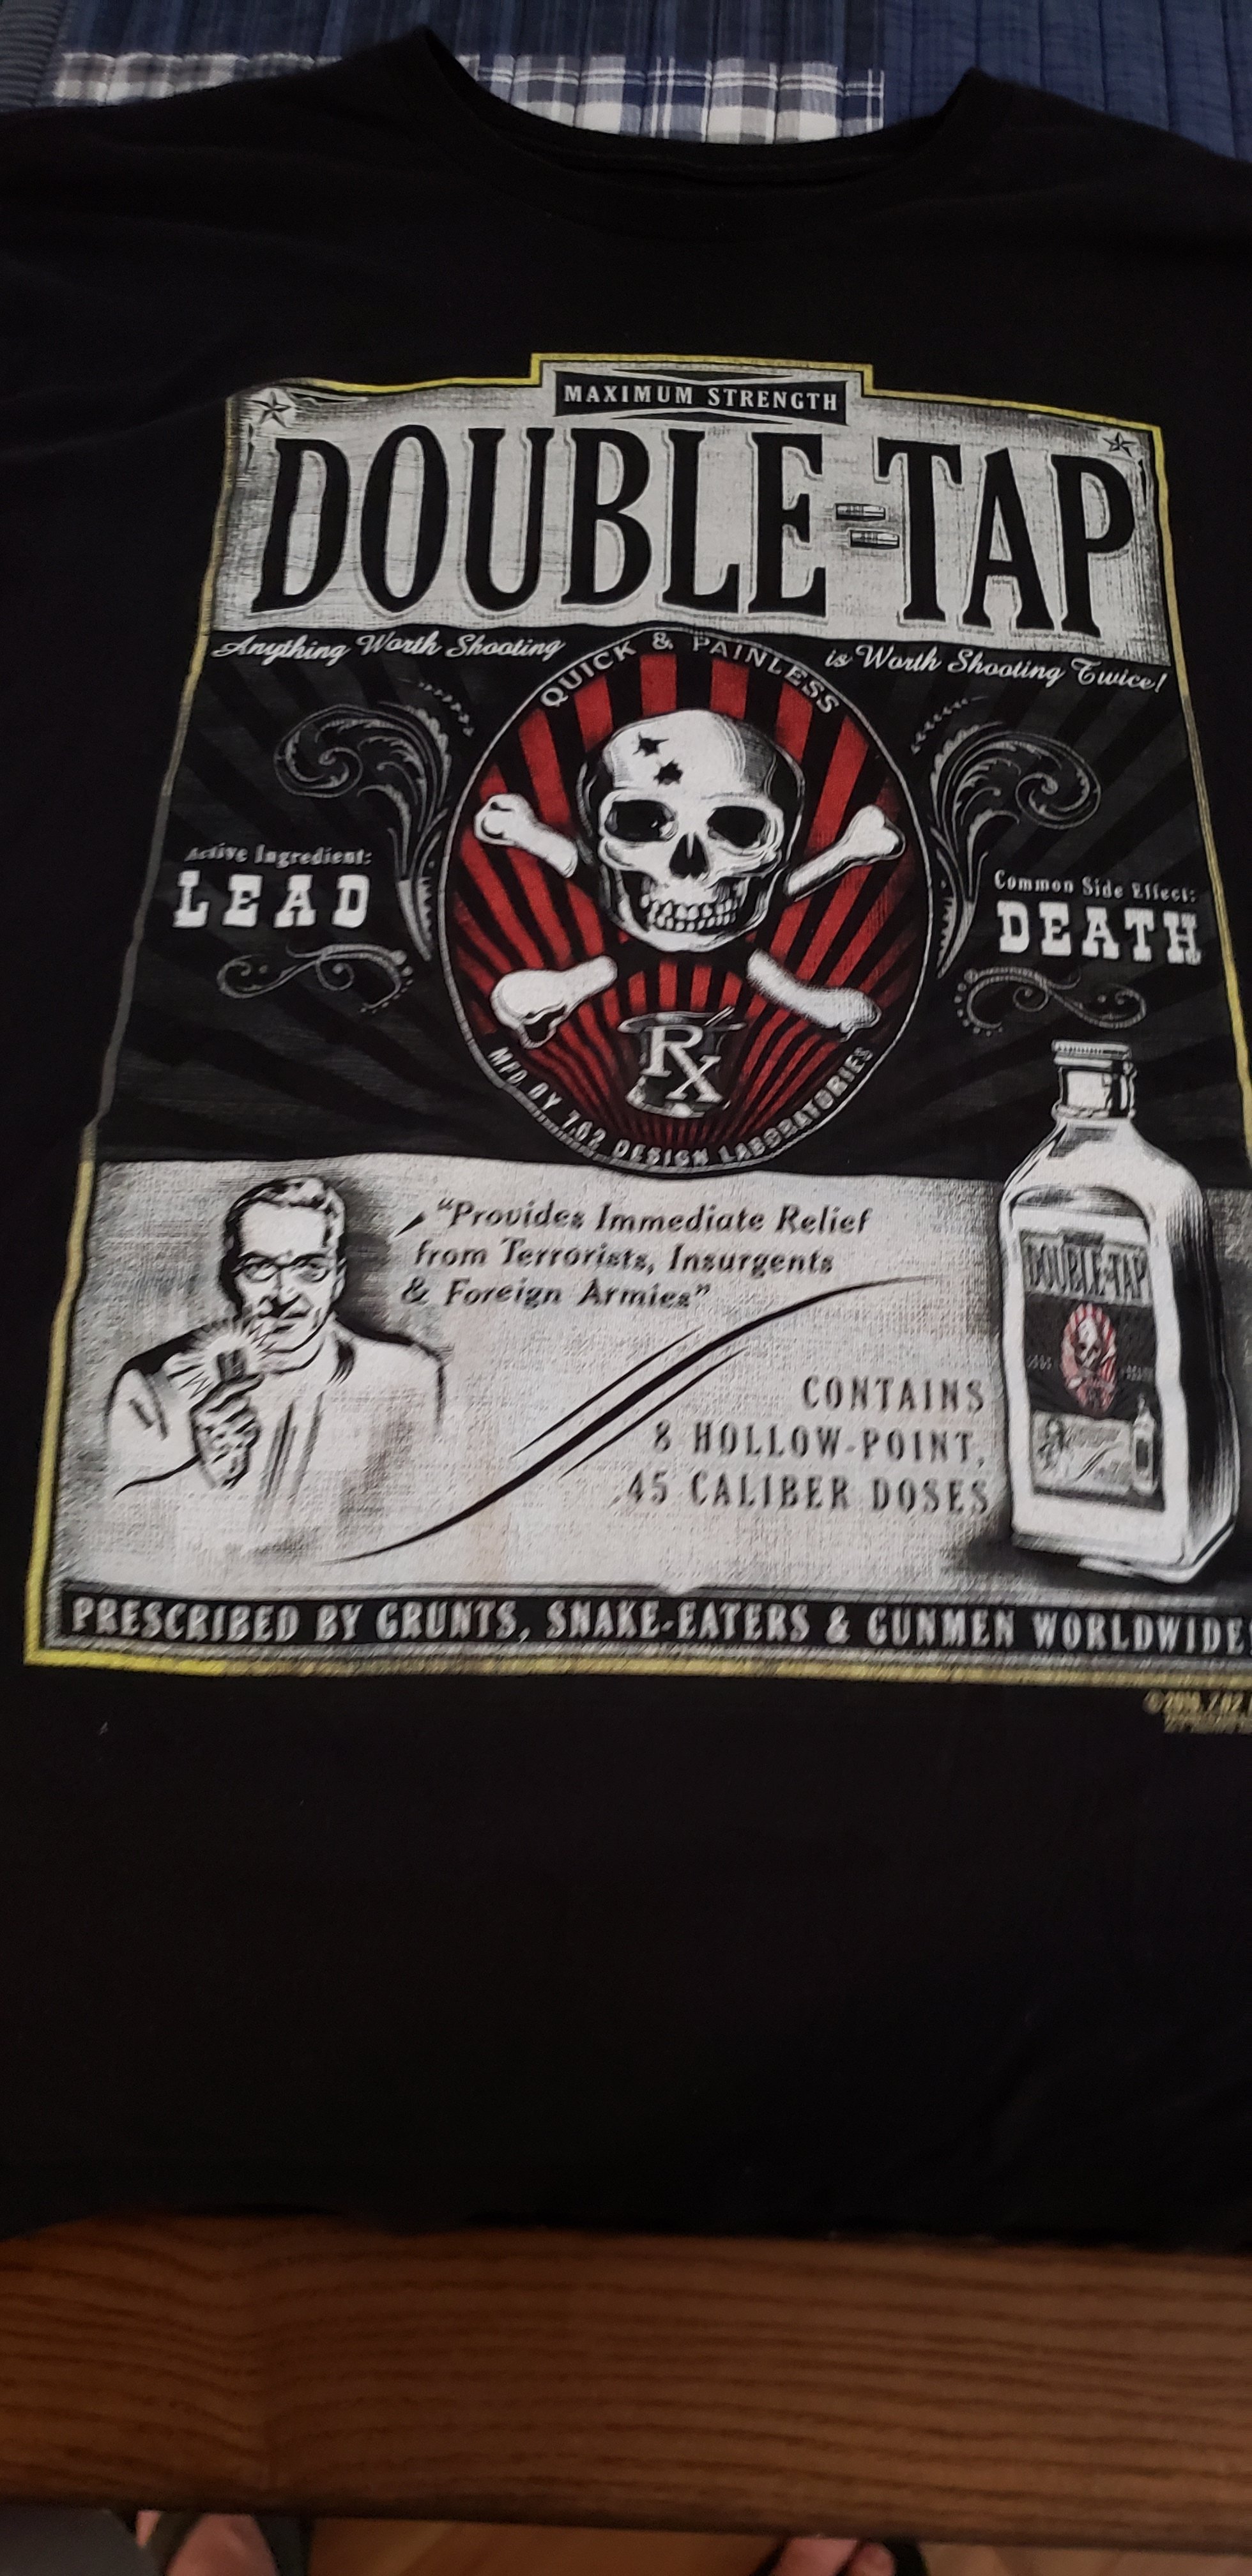 MAXIMUM STRENGTH
DOUBLE=TAP
Anything Worth Shooting is Worth Shooting Twice!
QUICK & PAINLESS
Active Ingredient:
LEAD
Common Side Effect:
DEATH
RX
MFD BY 7.62 DESIGN LABORATORIES
"Provides Immediate Relief
from Terrorists, Insurgents
& Foreign Armies"
DOUBLE=TAP
CONTAINS
8 HOLLOW-POINT,
.45 CALIBER DOSES
PRESCRIBED BY GRUNTS, SNAKE-EATERS & GUNMEN WORLDWIDE!